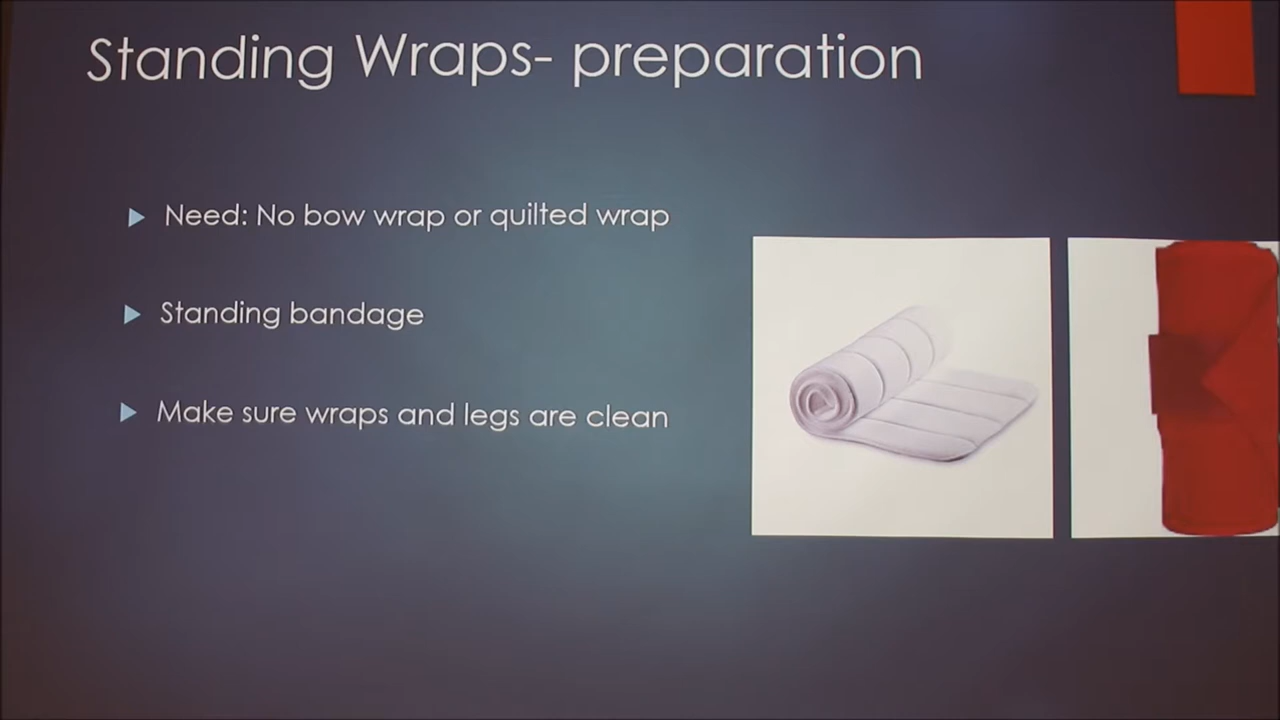 Standing Wraps- preparation
Need: No bow wrap or quilted wrap
Standing bandage
Make sure wraps and legs are clean